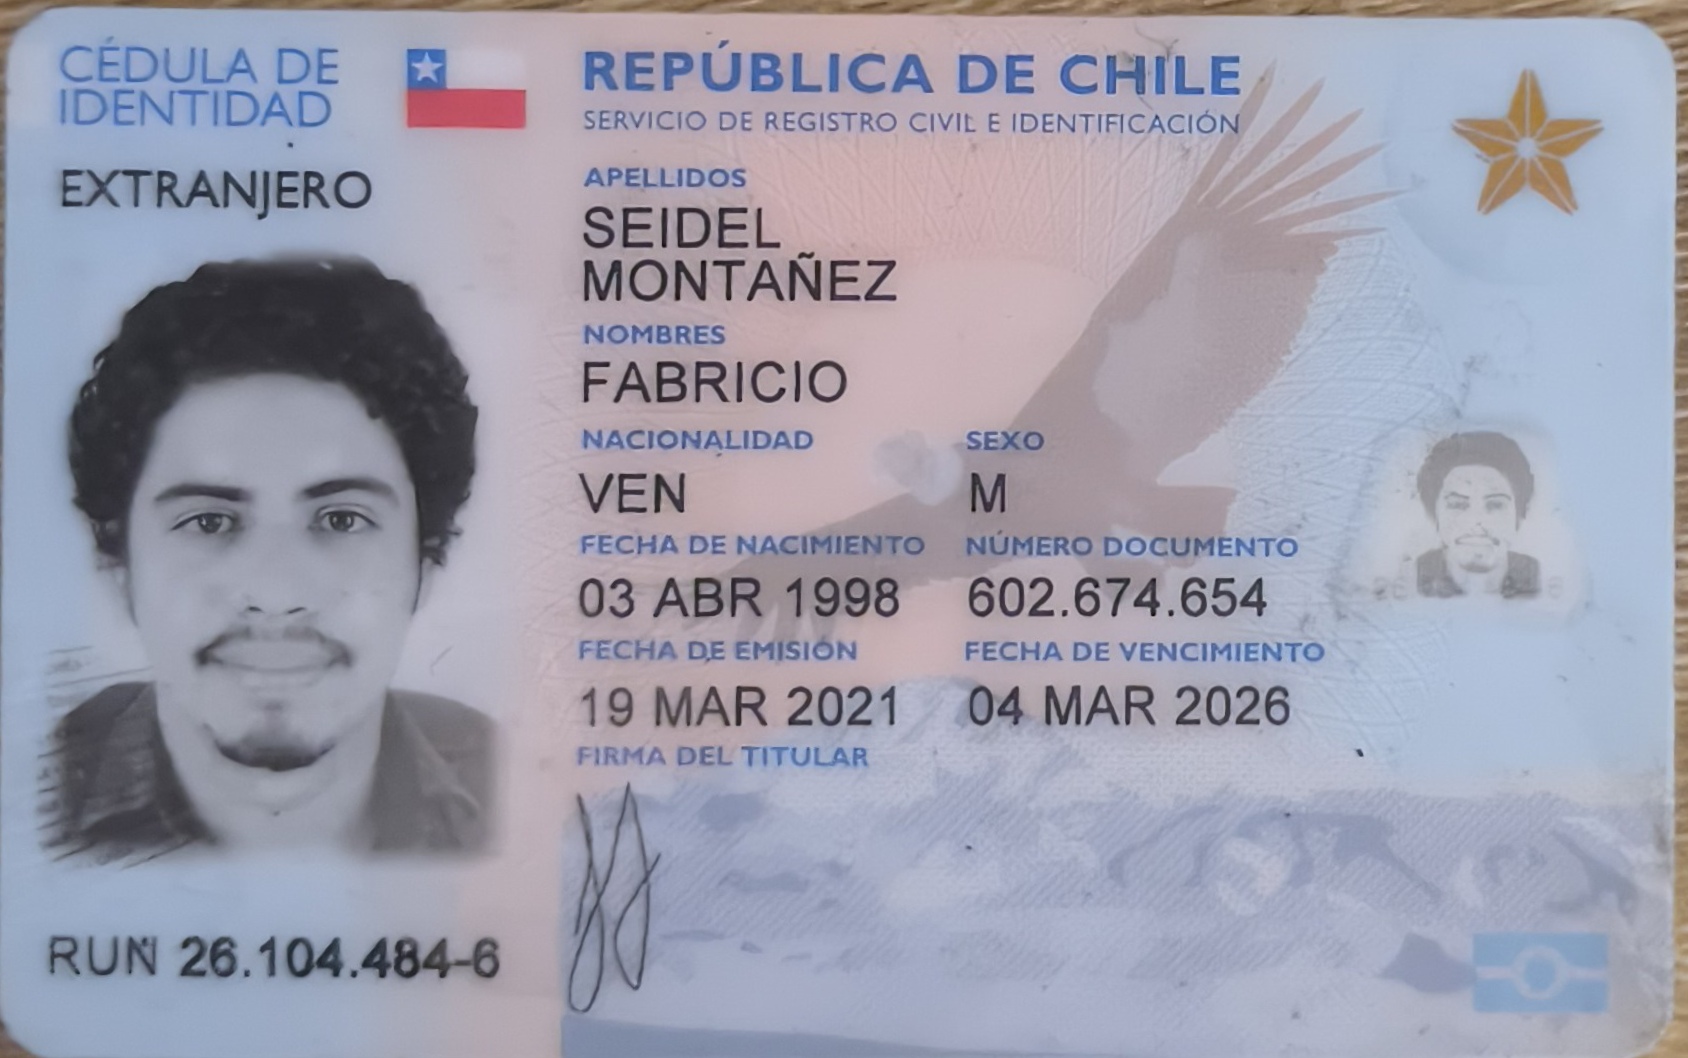 CÉDULA DE
IDENTIDAD
EXTRANJERO
REPÚBLICA DE CHILE
SERVICIO DE REGISTRO CIVIL E IDENTIFICACIÓN
APELLIDOS
SEIDEL
MONTAÑEZ
NOMBRES
FABRICIO
NACIONALIDAD SEXO
VEN M
FECHA DE NACIMIENTO NÚMERO DOCUMENTO
03 ABR 1998 602.674.654
FECHA DE EMISIÓN FECHA DE VENCIMIENTO
19 MAR 2021 04 MAR 2026
FIRMA DEL TITULAR
RUN 26.104.484-6